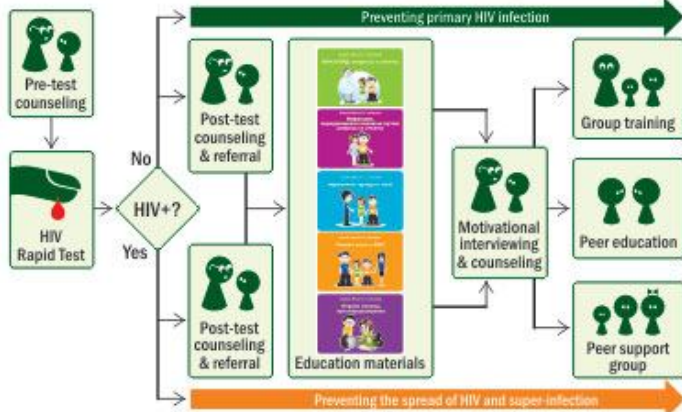 Preventing primary HIV infection
Pre-test
counseling
HIV
Rapid Test
No
HIV+?
Yes
Post-test
counseling
& referral
Post-test
counseling
& referral
Education materials
Motivational
interviewing
& counseling
Group training
Peer education
Peer support
group
Preventing the spread of HIV and super-infection